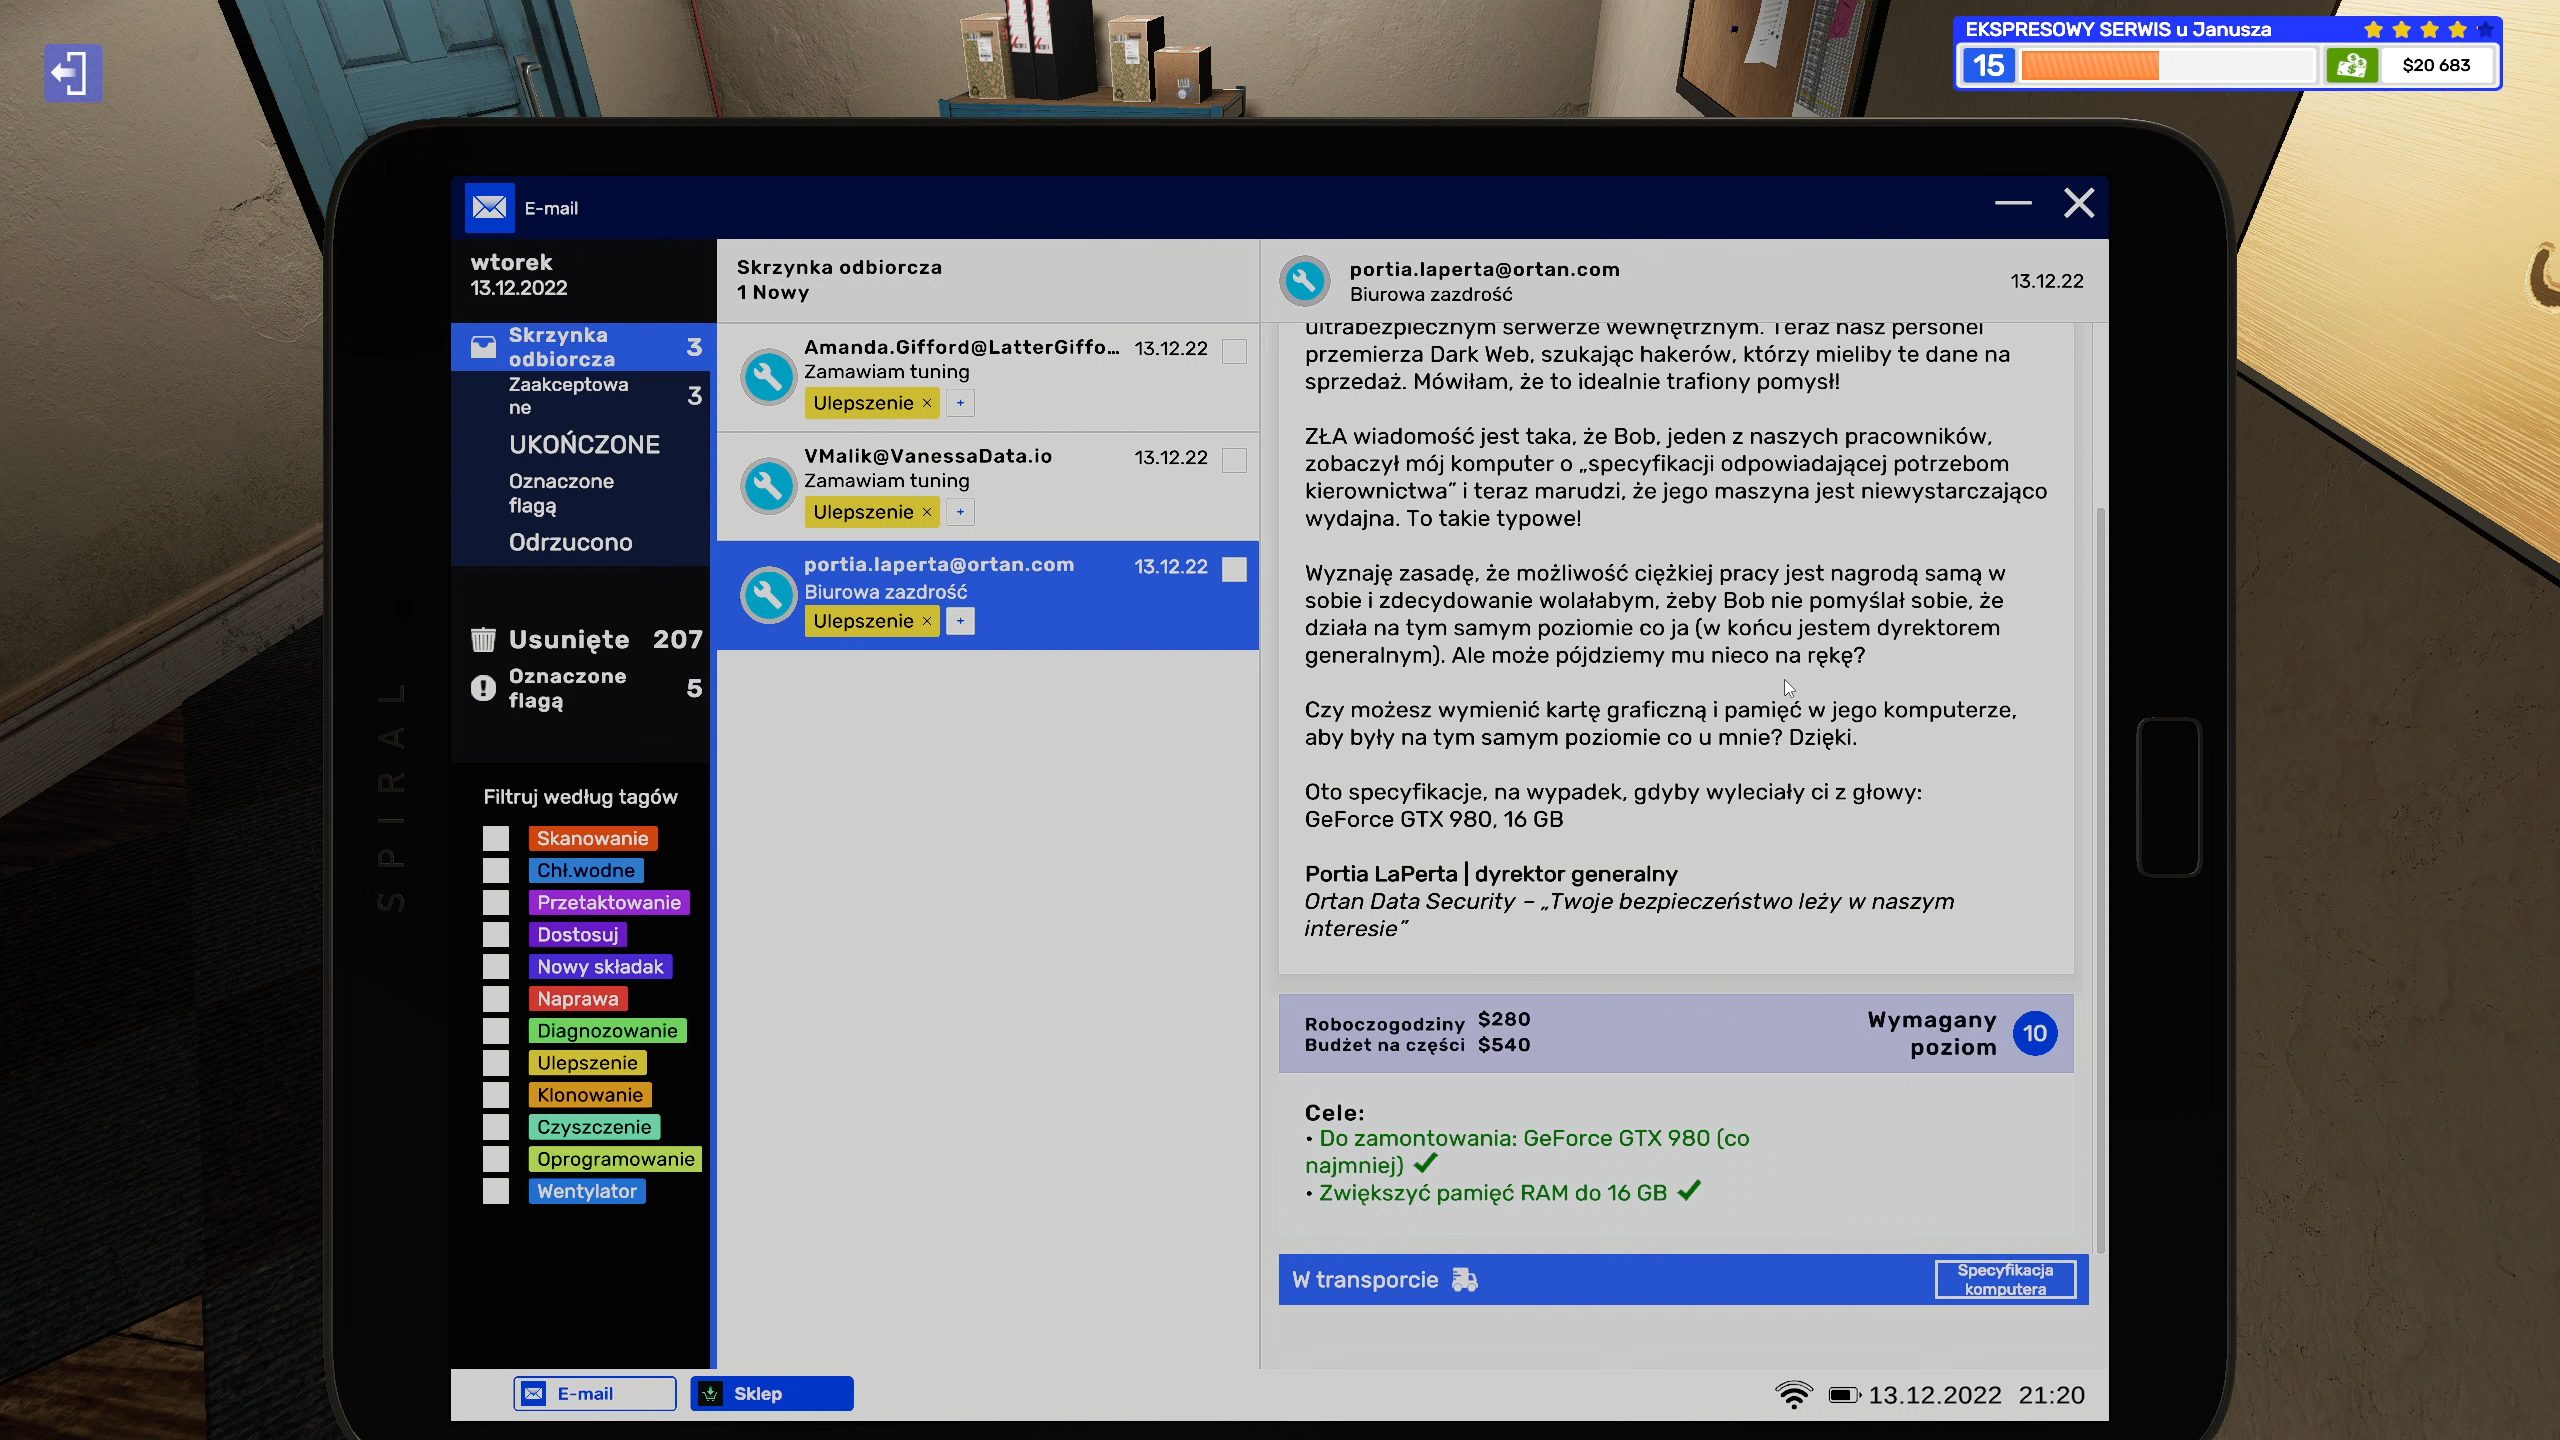 EKSPRESOWY SERWIS u Janusza
15
$20 683
E-mail
wtorek
13.12.2022
Skrzynka odbiorcza 3
Zaakceptowane 3
UKOŃCZONE
Oznaczone flagą
Odrzucono
Usunięte 207
Oznaczone flagą 5
Filtruj według tagów
Skanowanie
Chł.wodne
Przetaktowanie
Dostosuj
Nowy składak
Naprawa
Diagnozowanie
Ulepszenie
Klonowanie
Czyszczenie
Oprogramowanie
Wentylator
Skrzynka odbiorcza
1 Nowy
Amanda.Gifford@LatterGiffo... 13.12.22
Zamawiam tuning
Ulepszenie × +
VMalik@VanessaData.io 13.12.22
Zamawiam tuning
Ulepszenie × +
portia.laperta@ortan.com 13.12.22
Biurowa zazdrość
Ulepszenie × +
portia.laperta@ortan.com
Biurowa zazdrość
13.12.22
ultrabezpiecznym serwerze wewnętrznym. Teraz nasz personel
przemierza Dark Web, szukając hakerów, którzy mieliby te dane na
sprzedaż. Mówiłam, że to idealnie trafiony pomysł!
ZŁA wiadomość jest taka, że Bob, jeden z naszych pracowników,
zobaczył mój komputer o „specyfikacji odpowiadającej potrzebom
kierownictwa” i teraz marudzi, że jego maszyna jest niewystarczająco
wydajna. To takie typowe!
Wyznaję zasadę, że możliwość ciężkiej pracy jest nagrodą samą w
sobie i zdecydowanie wolałabym, żeby Bob nie pomyślał sobie, że
działa na tym samym poziomie co ja (w końcu jestem dyrektorem
generalnym). Ale może pójdziemy mu nieco na rękę?
Czy możesz wymienić kartę graficzną i pamięć w jego komputerze,
aby były na tym samym poziomie co u mnie? Dzięki.
Oto specyfikacje, na wypadek, gdyby wyleciały ci z głowy:
GeForce GTX 980, 16 GB
Portia LaPerta | dyrektor generalny
Ortan Data Security – „Twoje bezpieczeństwo leży w naszym
interesie”
Roboczogodziny $280
Budżet na części $540
Wymagany
poziom
10
Cele:
• Do zamontowania: GeForce GTX 980 (co
najmniej)
• Zwiększyć pamięć RAM do 16 GB
W transporcie
Specyfikacja
komputera
E-mail
Sklep
13.12.2022 21:20
SPIRAL